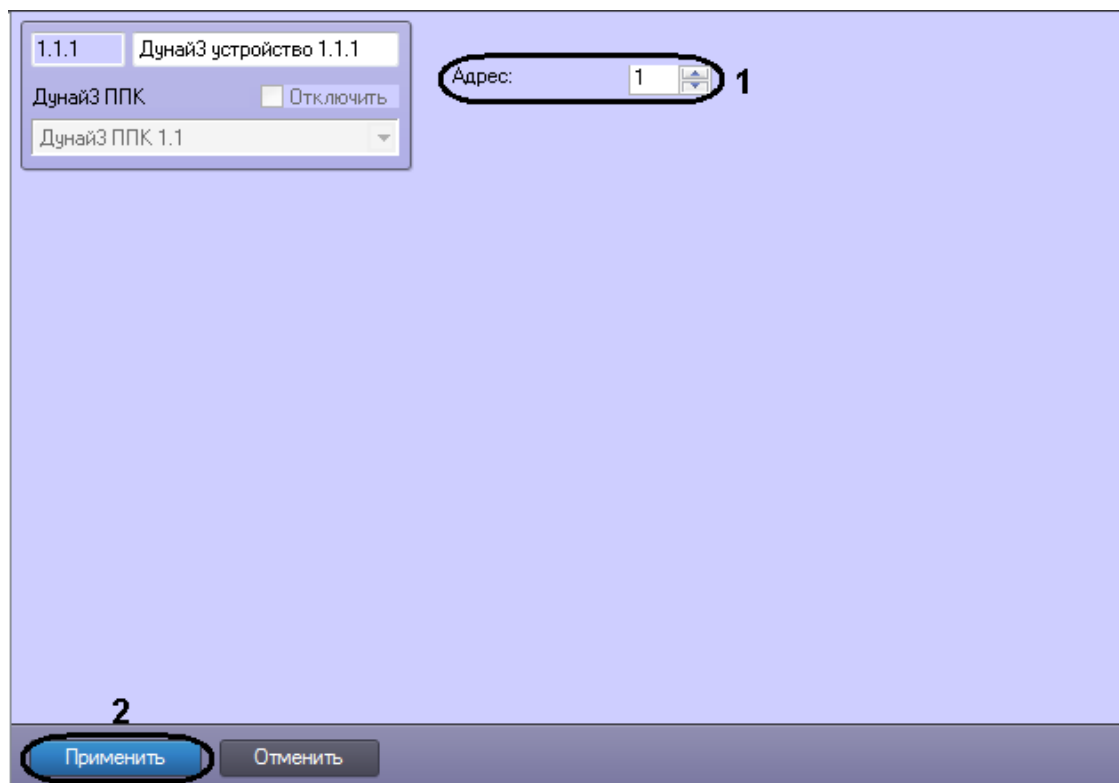 1.1.1 Дунай3 устройство 1.1.1
Адрес: 1 1
Дунай3 ППК Отключить
Дунай3 ППК 1.1
2
Применить Отменить